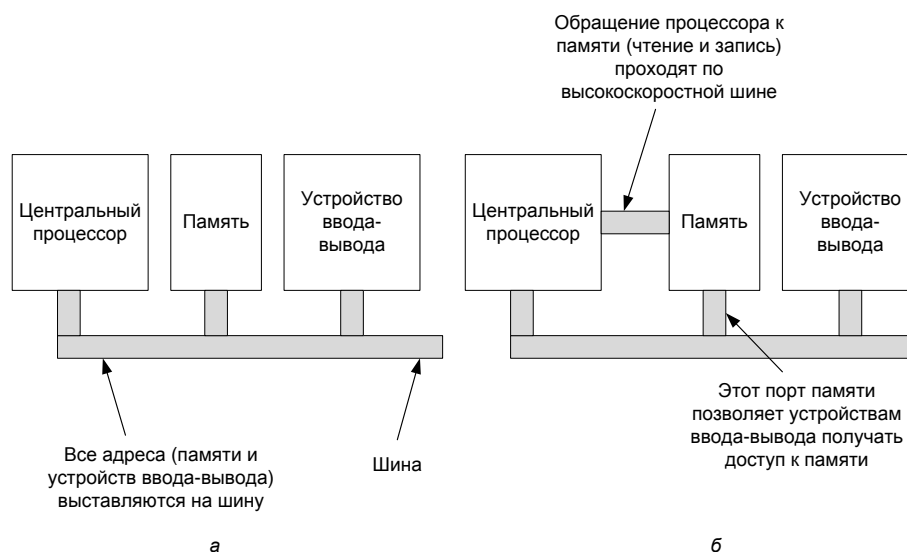 Обращение процессора к
памяти (чтение и запись)
проходят по
высокоскоростной шине
Центральный
процессор
Память
Устройство
ввода-
вывода
Центральный
процессор
Память
Устройство
ввода-
вывода
Все адреса (памяти и
устройств ввода-вывода)
выставляются на шину
Шина
Этот порт памяти
позволяет устройствам
ввода-вывода получать
доступ к памяти
а
б